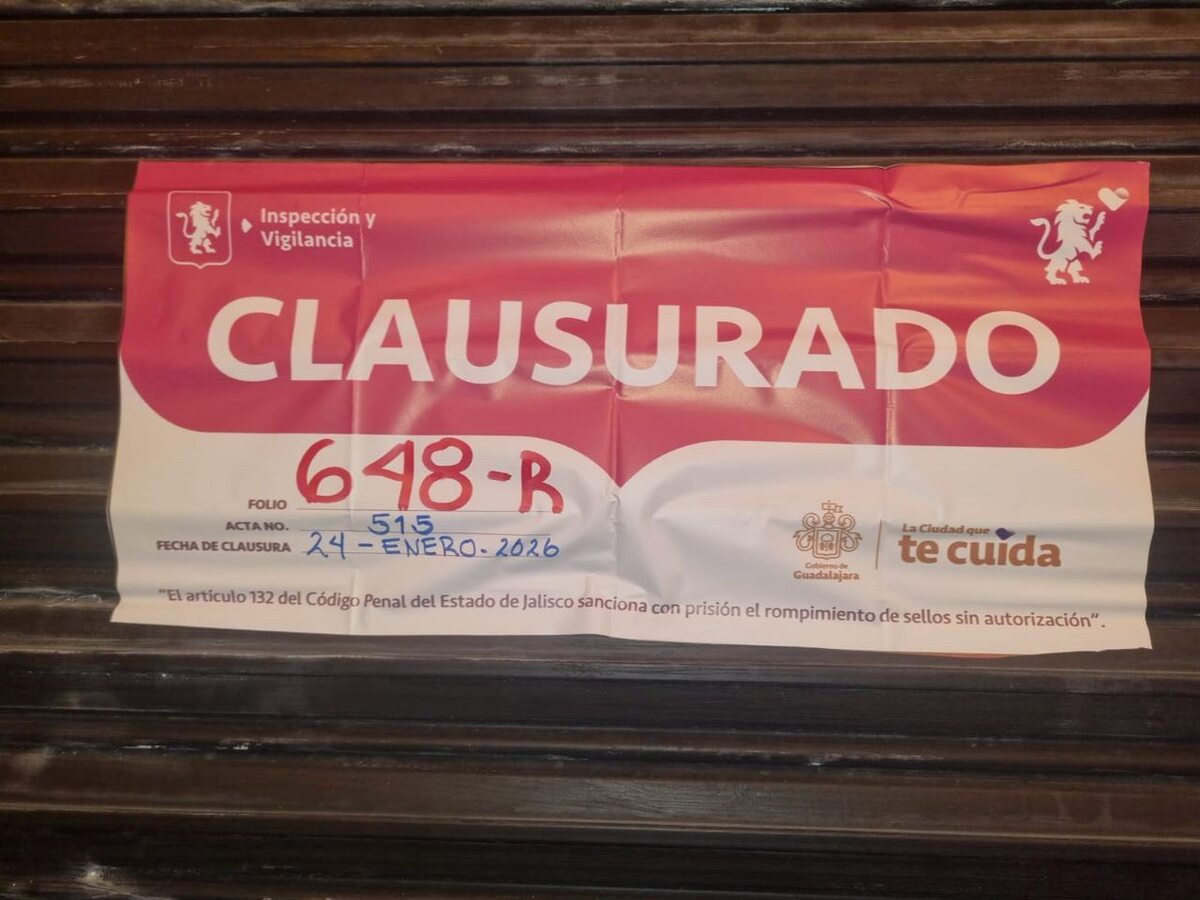 Inspección y
Vigilancia
CLAUSURADO
FOLIO 648-R
ACTA NO. 515
FECHA DE CLAUSURA 24-ENERO.2026
Gobierno de
Guadalajara
La Ciudad que
te cuida
"El artículo 132 del Código Penal del Estado de Jalisco sanciona con prisión el rompimiento de sellos sin autorización".